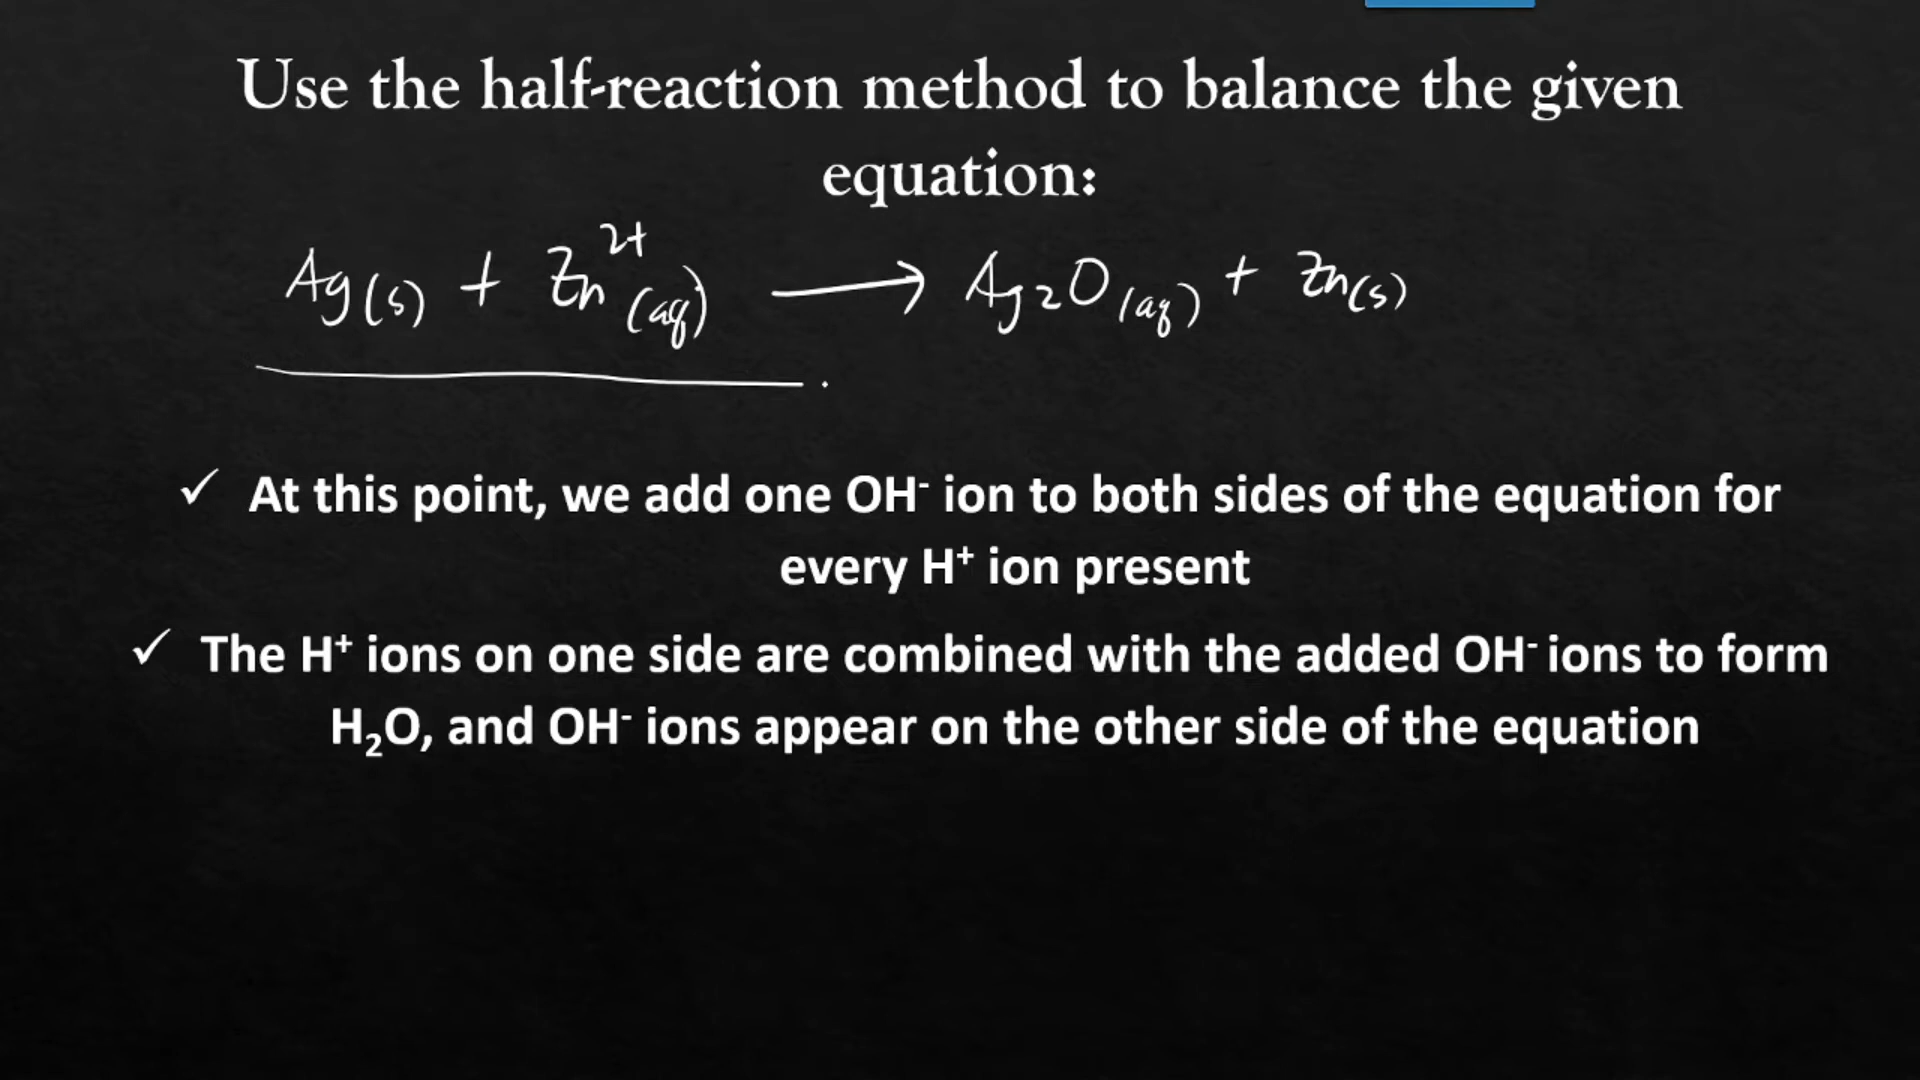 Use the half-reaction method to balance the given
equation:
Ag(s) + Zn²⁺(aq) ⟶ Ag₂O(aq) + Zn(s)
✓ At this point, we add one OH⁻ ion to both sides of the equation for
every H⁺ ion present
✓ The H⁺ ions on one side are combined with the added OH⁻ ions to form
H₂O, and OH⁻ ions appear on the other side of the equation